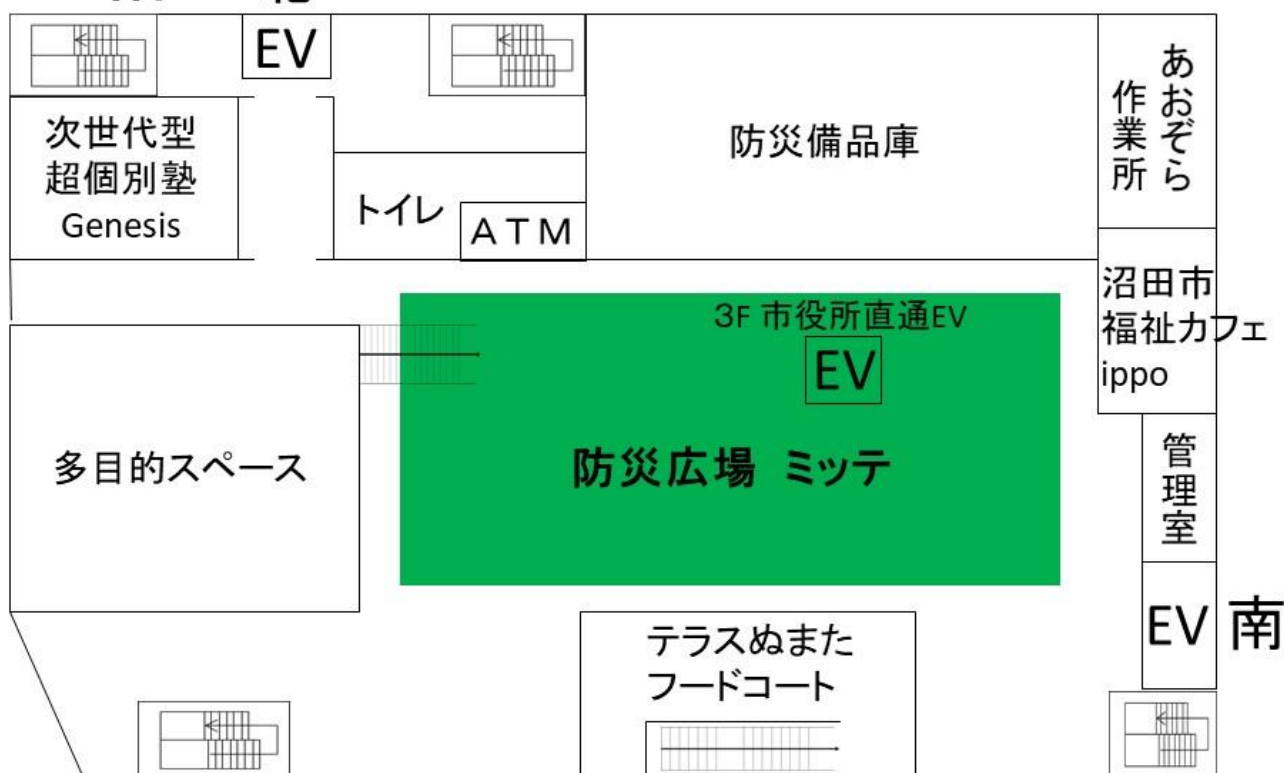 EV
次世代型
超個別塾
Genesis
トイレ
ATM
防災備品庫
あおぞら
作業所
沼田市
福祉カフェ
ippo
3F 市役所直通EV
EV
防災広場 ミッテ
多目的スペース
管理室
EV 南
テラスぬまた
フードコート